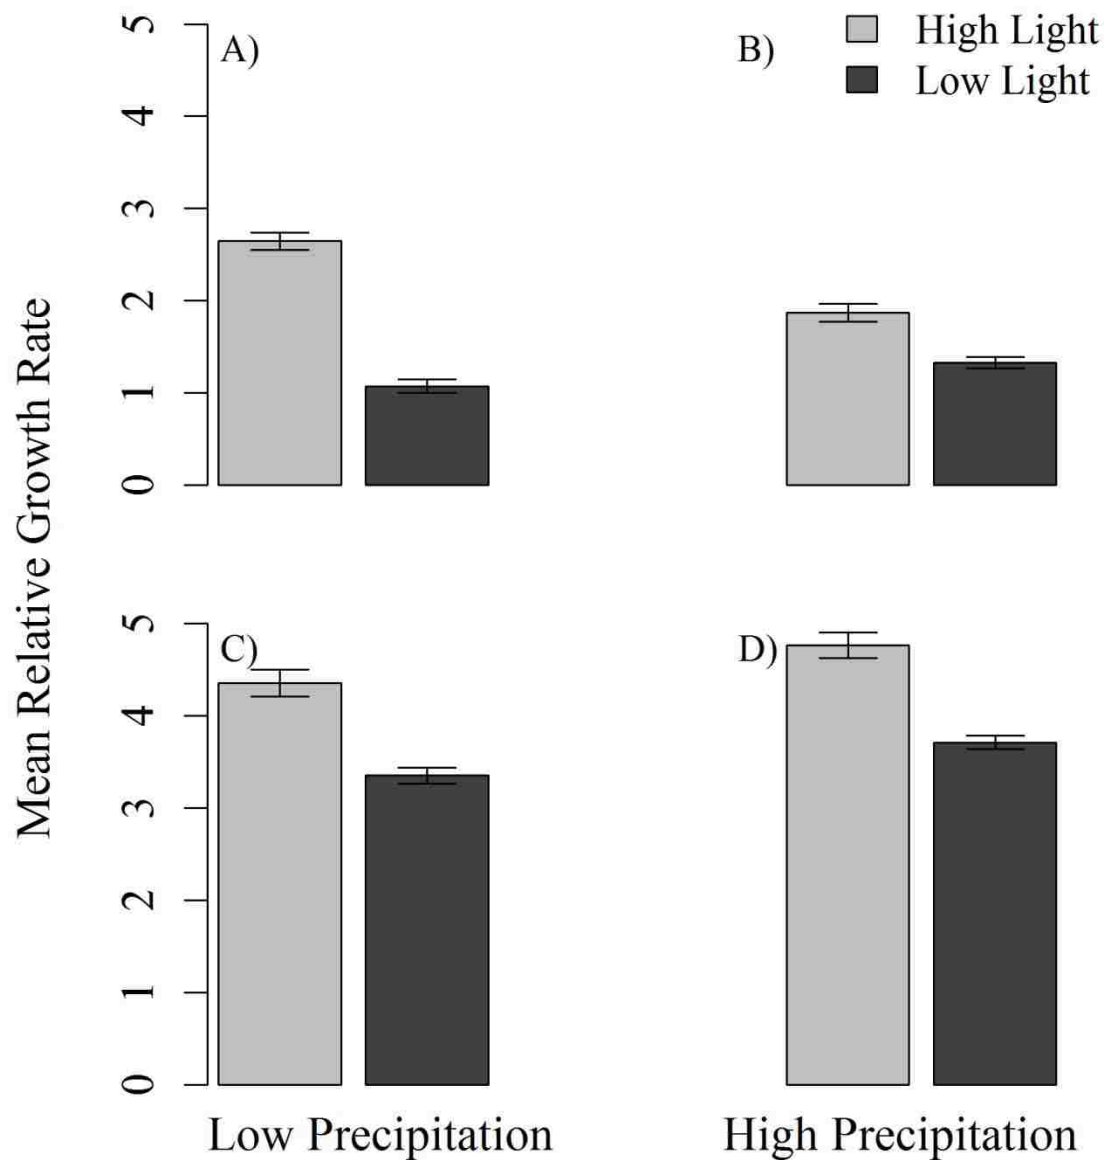 A)
B)
High Light
Low Light
5
4
3
2
1
0
Mean Relative Growth Rate
C)
D)
5
4
3
2
1
0
Low Precipitation
High Precipitation